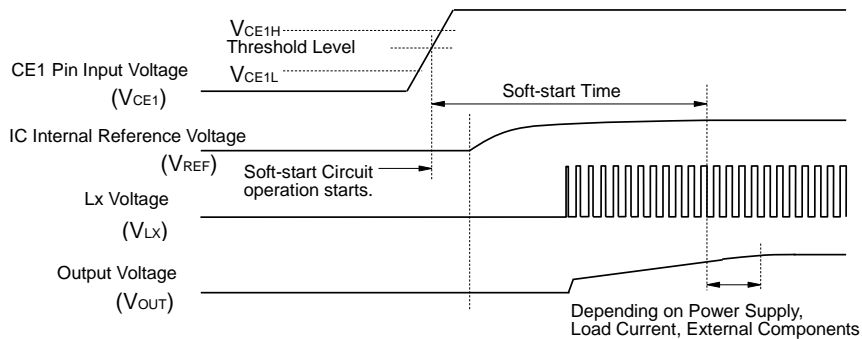 VCE1H
Threshold Level
VCE1L
CE1 Pin Input Voltage
(VCE1)
Soft-start Time
IC Internal Reference Voltage
(VREF)
Soft-start Circuit
operation starts.
Lx Voltage
(VLX)
Output Voltage
(VOUT)
Depending on Power Supply,
Load Current, External Components